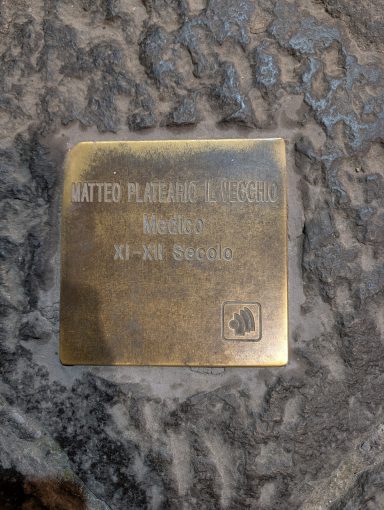 MATTEO PLATEARIO IL VECCHIO
Medico
XI-XII Secolo